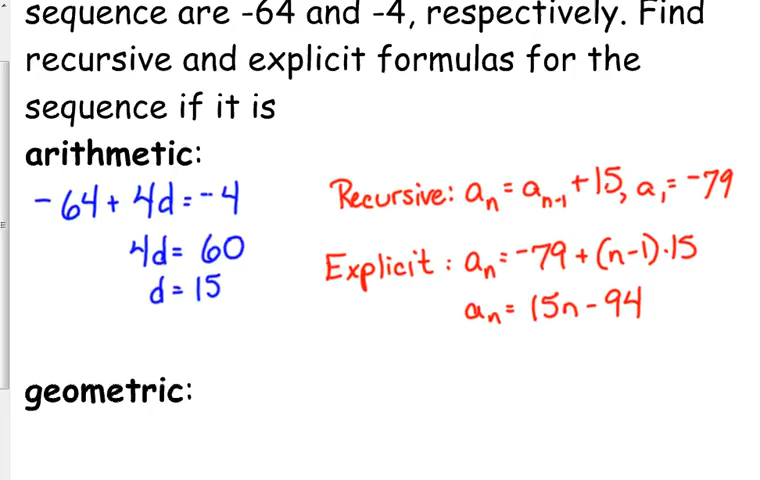 sequence are -64 and -4, respectively. Find
recursive and explicit formulas for the
sequence if it is
arithmetic:
-64 + 4d = -4
4d = 60
d = 15
Recursive: aₙ = aₙ₋₁ + 15, a₁ = -79
Explicit: aₙ = -79 + (n-1)·15
aₙ = 15n - 94
geometric: